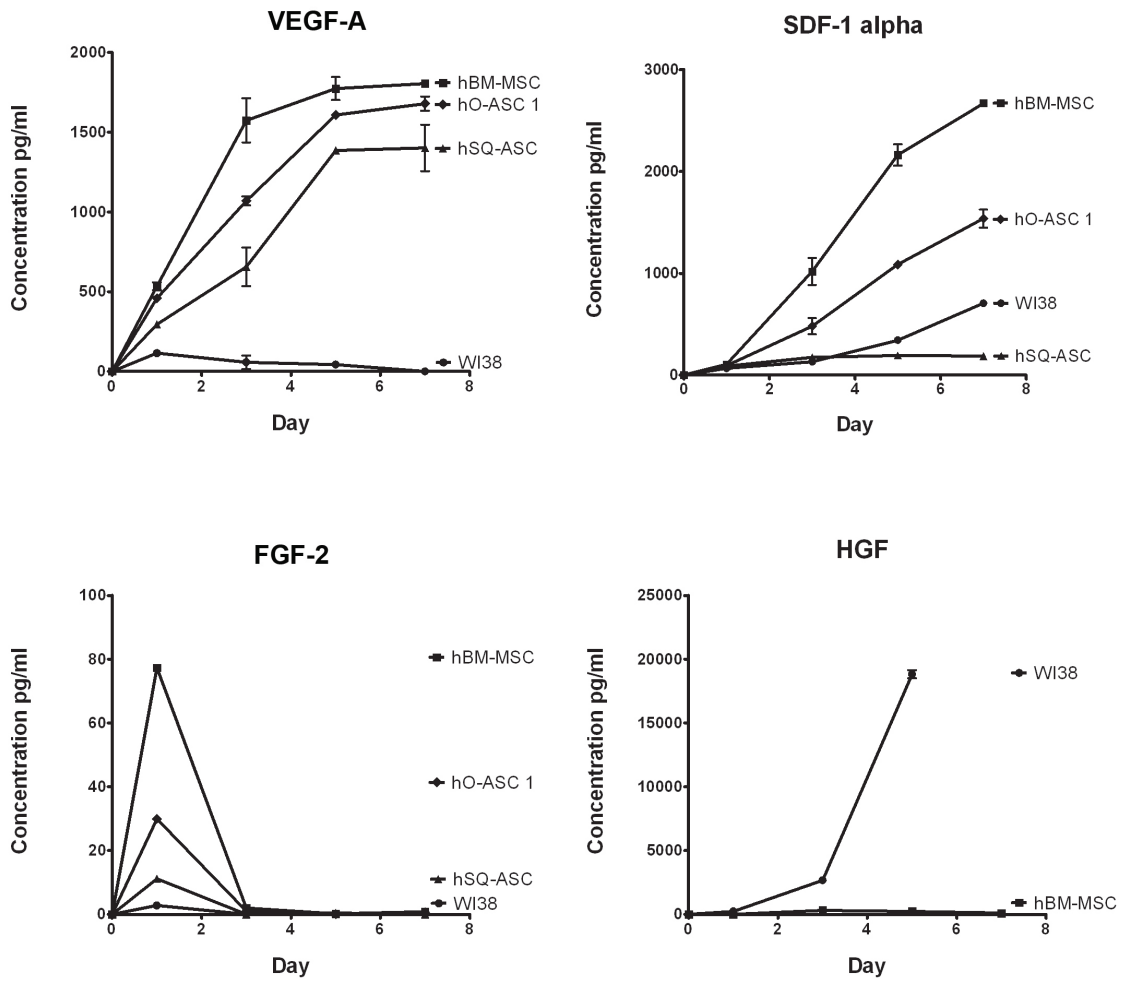 VEGF-A
Concentration pg/ml
2000
1500
1000
500
0
0 2 4 6 8
Day
hBM-MSC
hO-ASC 1
hSQ-ASC
WI38
SDF-1 alpha
Concentration pg/ml
3000
2000
1000
0
0 2 4 6 8
Day
hBM-MSC
hO-ASC 1
WI38
hSQ-ASC
FGF-2
Concentration pg/ml
100
80
60
40
20
0
0 2 4 6 8
Day
hBM-MSC
hO-ASC 1
hSQ-ASC
WI38
HGF
Concentration pg/ml
25000
20000
15000
10000
5000
0
0 2 4 6 8
Day
WI38
hBM-MSC